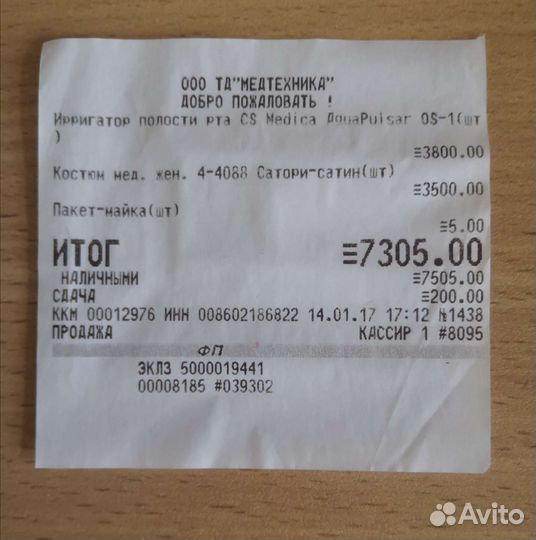 ООО ТД"МЕДТЕХНИКА"
ДОБРО ПОЖАЛОВАТЬ !
Ирригатор полости рта CS Medica AquaPulsar OS-1(шт
)
≡3800.00
Костюм мед. жен. 4-4088 Сатори-сатин(шт)
≡3500.00
Пакет-майка(шт)
≡5.00
ИТОГ ≡7305.00
НАЛИЧНЫМИ ≡7505.00
СДАЧА ≡200.00
ККМ 00012976 ИНН 008602186822 14.01.17 17:12 №1438
ПРОДАЖА КАССИР 1 #8095
ФП
ЭКЛЗ 5000019441
00008185 #039302
Avito